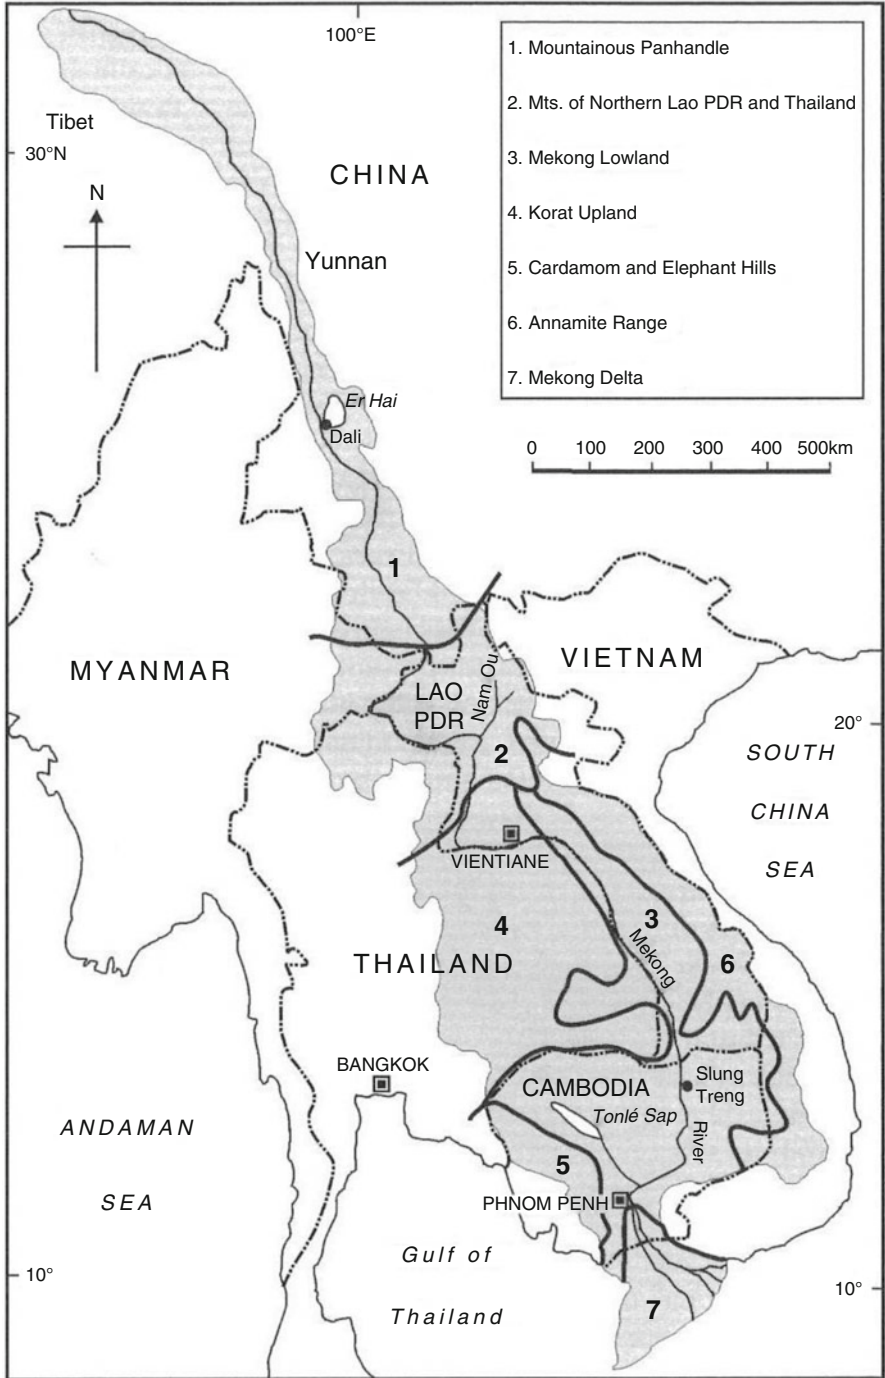 100°E
1. Mountainous Panhandle
2. Mts. of Northern Lao PDR and Thailand
3. Mekong Lowland
4. Korat Upland
5. Cardamom and Elephant Hills
6. Annamite Range
7. Mekong Delta
Tibet
30°N
CHINA
N
Yunnan
Er Hai
Dali
0 100 200 300 400 500km
1
MYANMAR
VIETNAM
LAO
PDR
Nam Ou
20°
2
SOUTH
CHINA
SEA
VIENTIANE
3
4
Mekong
6
THAILAND
BANGKOK
CAMBODIA
Slung
Treng
Tonlé Sap
River
ANDAMAN
SEA
5
PHNOM PENH
Gulf of
Thailand
10°
10°
7